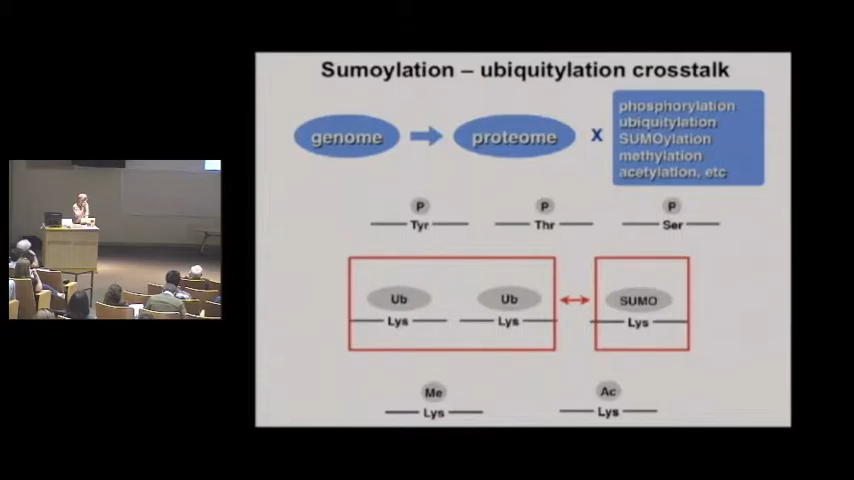 Sumoylation – ubiquitylation crosstalk
genome
proteome
x
phosphorylation
ubiquitylation
SUMOylation
methylation
acetylation, etc
P
P
P
Tyr
Thr
Ser
Ub
Ub
SUMO
Lys
Lys
Lys
Me
Ac
Lys
Lys